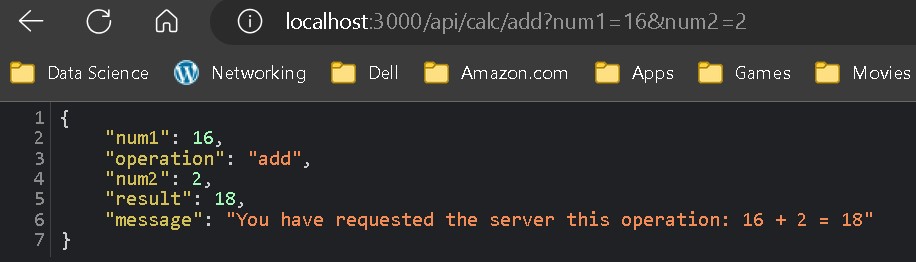 localhost:3000/api/calc/add?num1=16&num2=2
Data Science Networking Dell Amazon.com Apps Games Movies
1 {
2 "num1": 16,
3 "operation": "add",
4 "num2": 2,
5 "result": 18,
6 "message": "You have requested the server this operation: 16 + 2 = 18"
7 }